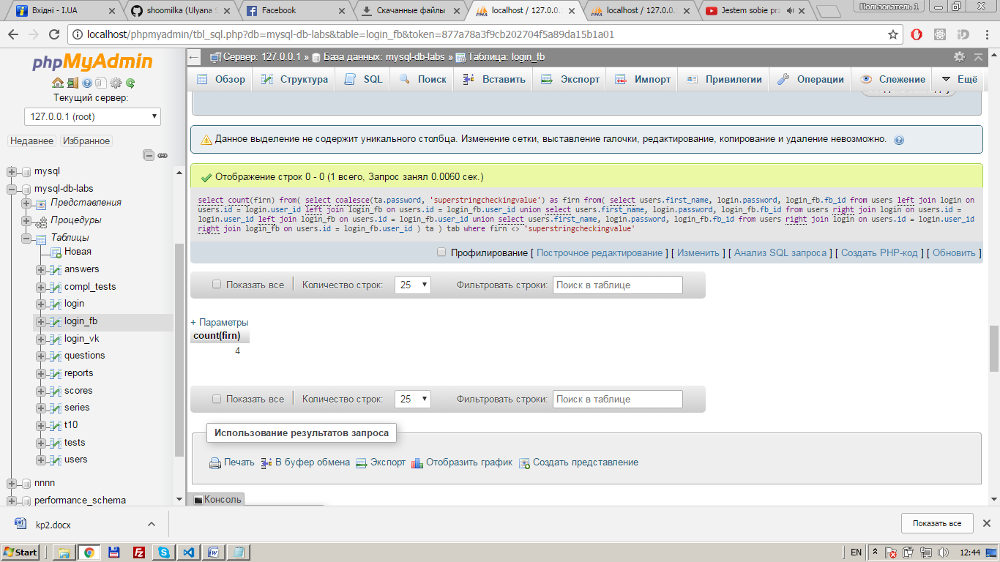 Вхідні - I.UA
shoomilka (Ulyana S
Facebook
Скачанные файлы
localhost / 127.0.0.
localhost / 127.0.0.
Jestem sobie prz
Пользователь 1
localhost/phpmyadmin/tbl_sql.php?db=mysql-db-labs&table=login_fb&token=877a78a3f9cb202704f5a89da15b1a01
phpMyAdmin
Текущий сервер:
127.0.0.1 (root)
Недавнее Избранное
mysql
mysql-db-labs
Представления
Процедуры
Таблицы
Новая
answers
compl_tests
login
login_fb
login_vk
questions
reports
scores
series
t10
tests
users
nnnn
performance_schema
Сервер: 127.0.0.1 » База данных: mysql-db-labs » Таблица: login_fb
Обзор Структура SQL Поиск Вставить Экспорт Импорт Привилегии Операции Слежение Ещё
Данное выделение не содержит уникального столбца. Изменение сетки, выставление галочки, редактирование, копирование и удаление невозможно.
Отображение строк 0 - 0 (1 всего, Запрос занял 0.0060 сек.)
select count(firn) from( select coalesce(ta.password, 'superstringcheckingvalue') as firn from( select users.first_name, login.password, login_fb.fb_id from users left join login on
users.id = login.user_id left join login_fb on users.id = login_fb.user_id union select users.first_name, login.password, login_fb.fb_id from users right join login on users.id =
login.user_id left join login_fb on users.id = login_fb.user_id union select users.first_name, login.password, login_fb.fb_id from users right join login on users.id = login.user_id
right join login_fb on users.id = login_fb.user_id ) ta ) tab where firn <> 'superstringcheckingvalue'
Профилирование [ Построчное редактирование ] [ Изменить ] [ Анализ SQL запроса ] [ Создать PHP-код ] [ Обновить ]
Показать все Количество строк: 25 Фильтровать строки: Поиск в таблице
+ Параметры
count(firn)
4
Показать все Количество строк: 25 Фильтровать строки: Поиск в таблице
Использование результатов запроса
Печать В буфер обмена Экспорт Отобразить график Создать представление
Консоль
kp2.docx
Показать все
Start
EN
12:44